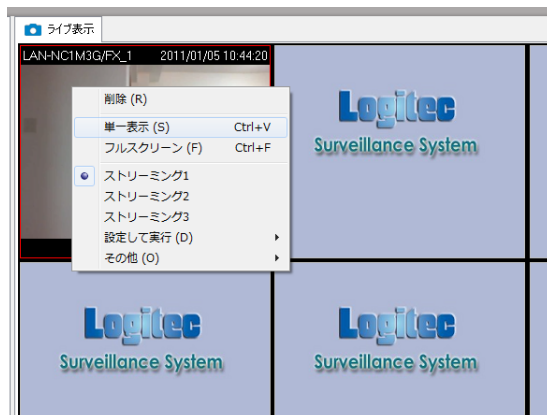 ライブ表示
LAN-NC1M3G/FX_1 2011/01/05 10:44:20
削除 (R)
単一表示 (S) Ctrl+V
フルスクリーン (F) Ctrl+F
ストリーミング1
ストリーミング2
ストリーミング3
設定して実行 (D)
その他 (O)
Logitec
Surveillance System
Logitec
Surveillance System
Logitec
Surveillance System